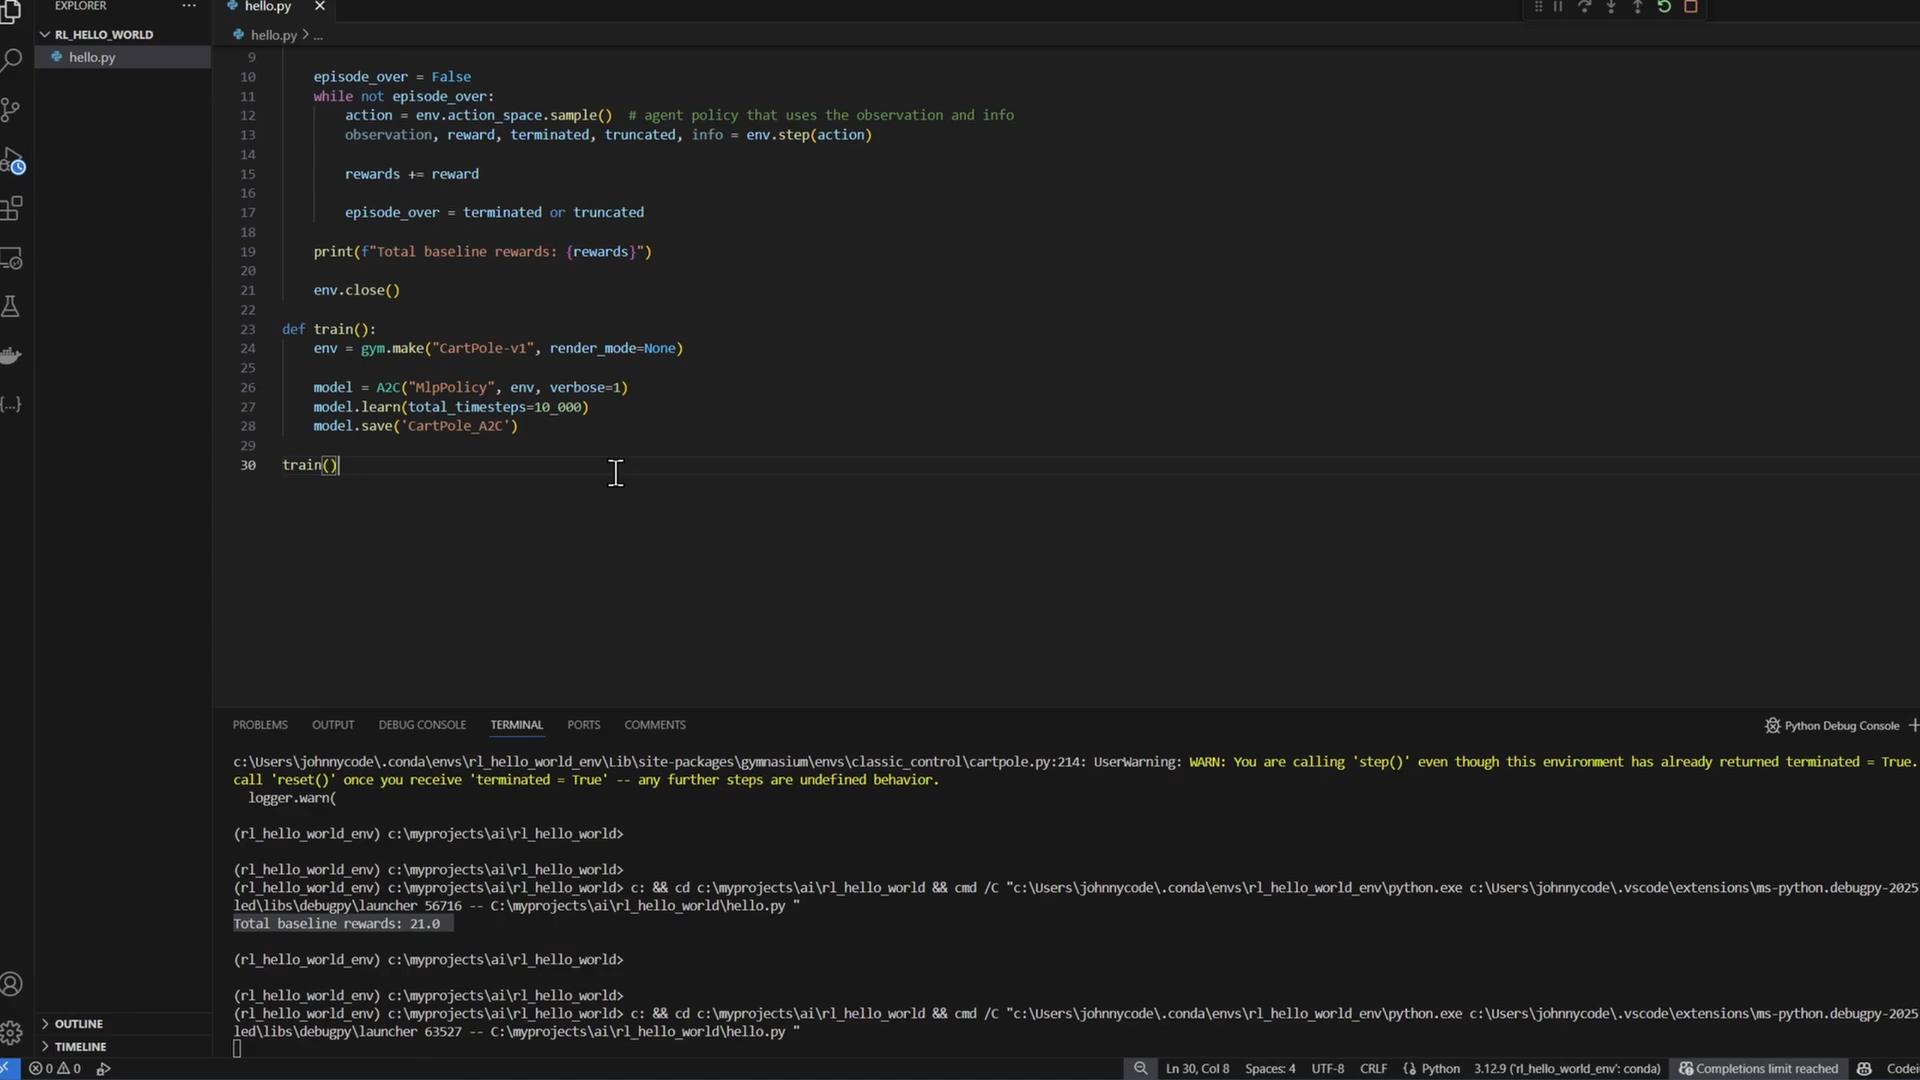 EXPLORER
hello.py
RL_HELLO_WORLD
hello.py
hello.py > ...
9
10 episode_over = False
11 while not episode_over:
12 action = env.action_space.sample()  # agent policy that uses the observation and info
13 observation, reward, terminated, truncated, info = env.step(action)
14
15 rewards += reward
16
17 episode_over = terminated or truncated
18
19 print(f"Total baseline rewards: {rewards}")
20
21 env.close()
22
23 def train():
24 env = gym.make("CartPole-v1", render_mode=None)
25
26 model = A2C("MlpPolicy", env, verbose=1)
27 model.learn(total_timesteps=10_000)
28 model.save('CartPole_A2C')
29
30 train()
PROBLEMS OUTPUT DEBUG CONSOLE TERMINAL PORTS COMMENTS Python Debug Console
c:\Users\johnnycode\.conda\envs\rl_hello_world_env\Lib\site-packages\gymnasium\envs\classic_control\cartpole.py:214: UserWarning: WARN: You are calling 'step()' even though this environment has already returned terminated = True.
call 'reset()' once you receive 'terminated = True' -- any further steps are undefined behavior.
logger.warn(
(rl_hello_world_env) c:\myprojects\ai\rl_hello_world>
(rl_hello_world_env) c:\myprojects\ai\rl_hello_world>
(rl_hello_world_env) c:\myprojects\ai\rl_hello_world> c: && cd c:\myprojects\ai\rl_hello_world && cmd /C "c:\Users\johnnycode\.conda\envs\rl_hello_world_env\python.exe c:\Users\johnnycode\.vscode\extensions\ms-python.debugpy-2025
led\libs\debugpy\launcher 56716 -- C:\myprojects\ai\rl_hello_world\hello.py "
Total baseline rewards: 21.0
(rl_hello_world_env) c:\myprojects\ai\rl_hello_world>
(rl_hello_world_env) c:\myprojects\ai\rl_hello_world>
(rl_hello_world_env) c:\myprojects\ai\rl_hello_world> c: && cd c:\myprojects\ai\rl_hello_world && cmd /C "c:\Users\johnnycode\.conda\envs\rl_hello_world_env\python.exe c:\Users\johnnycode\.vscode\extensions\ms-python.debugpy-2025
led\libs\debugpy\launcher 63527 -- C:\myprojects\ai\rl_hello_world\hello.py "
OUTLINE
TIMELINE
0 0 Ln 30, Col 8 Spaces: 4 UTF-8 CRLF Python 3.12.9 ('rl_hello_world_env': conda) Completions limit reached Codei